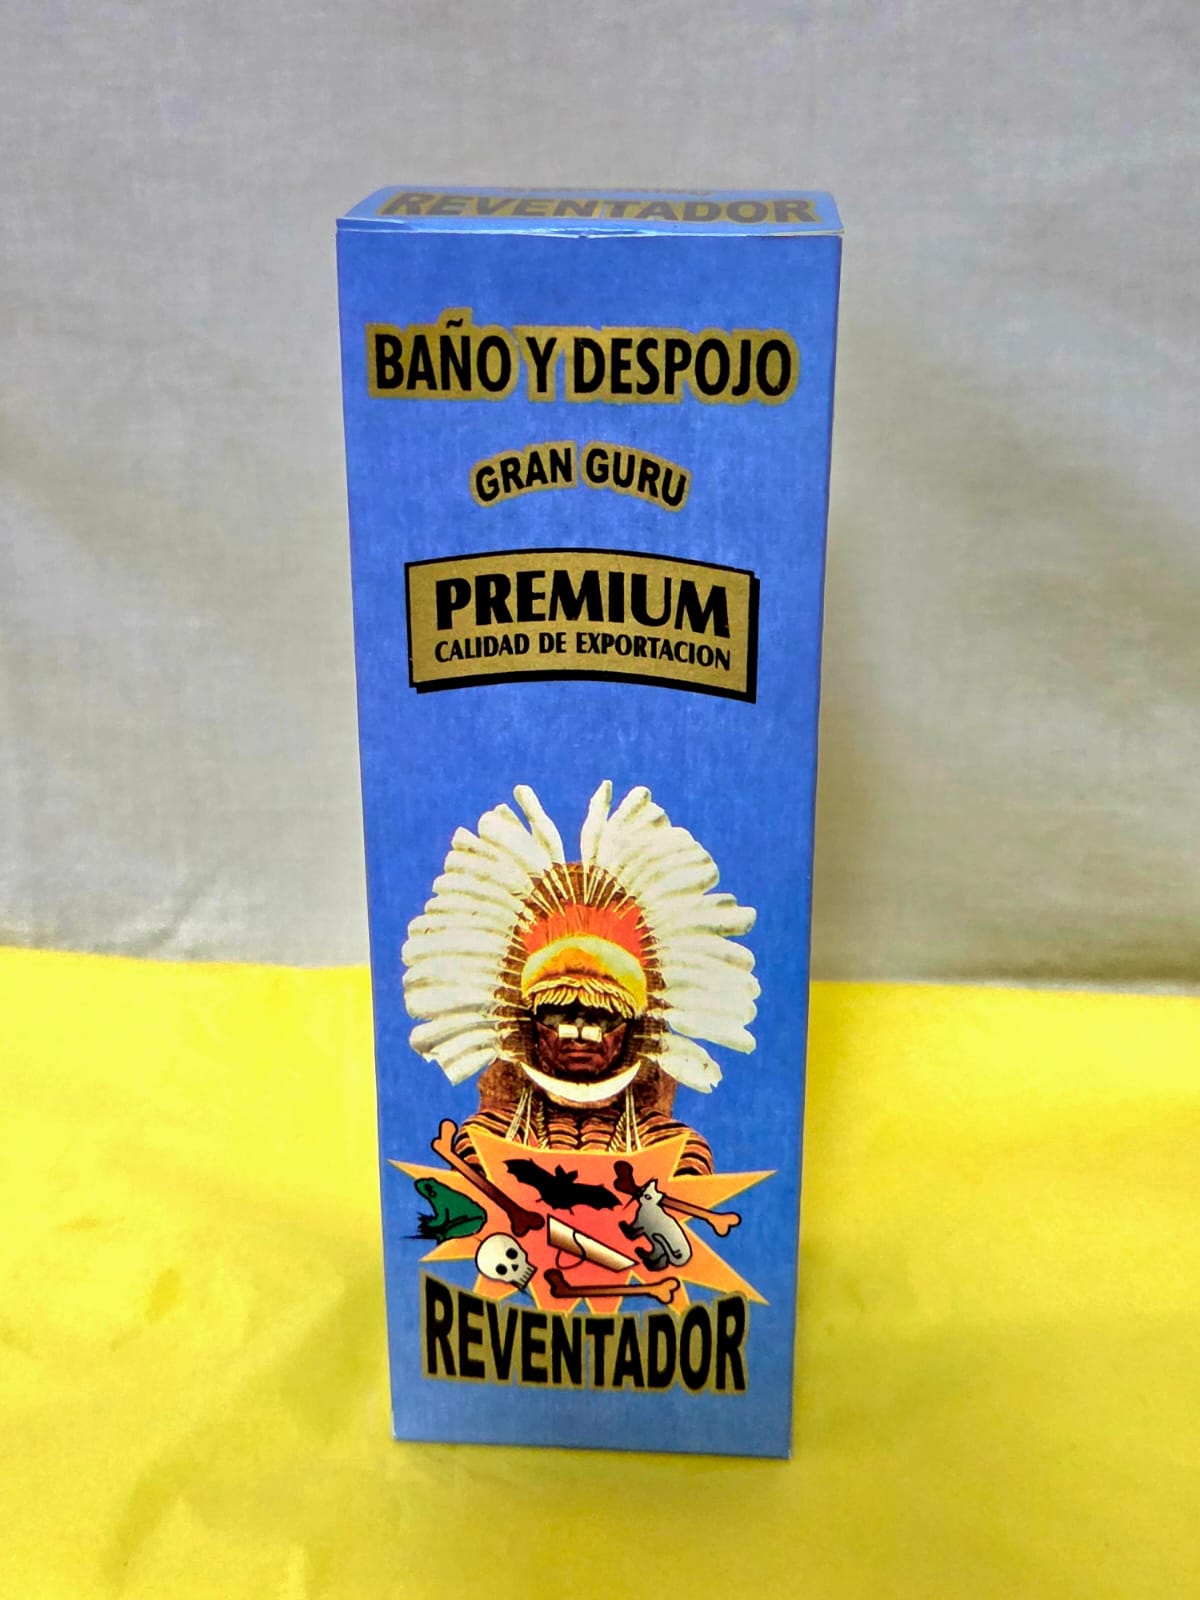 REVENTADOR
BAÑO Y DESPOJO
GRAN GURU
PREMIUM
CALIDAD DE EXPORTACION
REVENTADOR